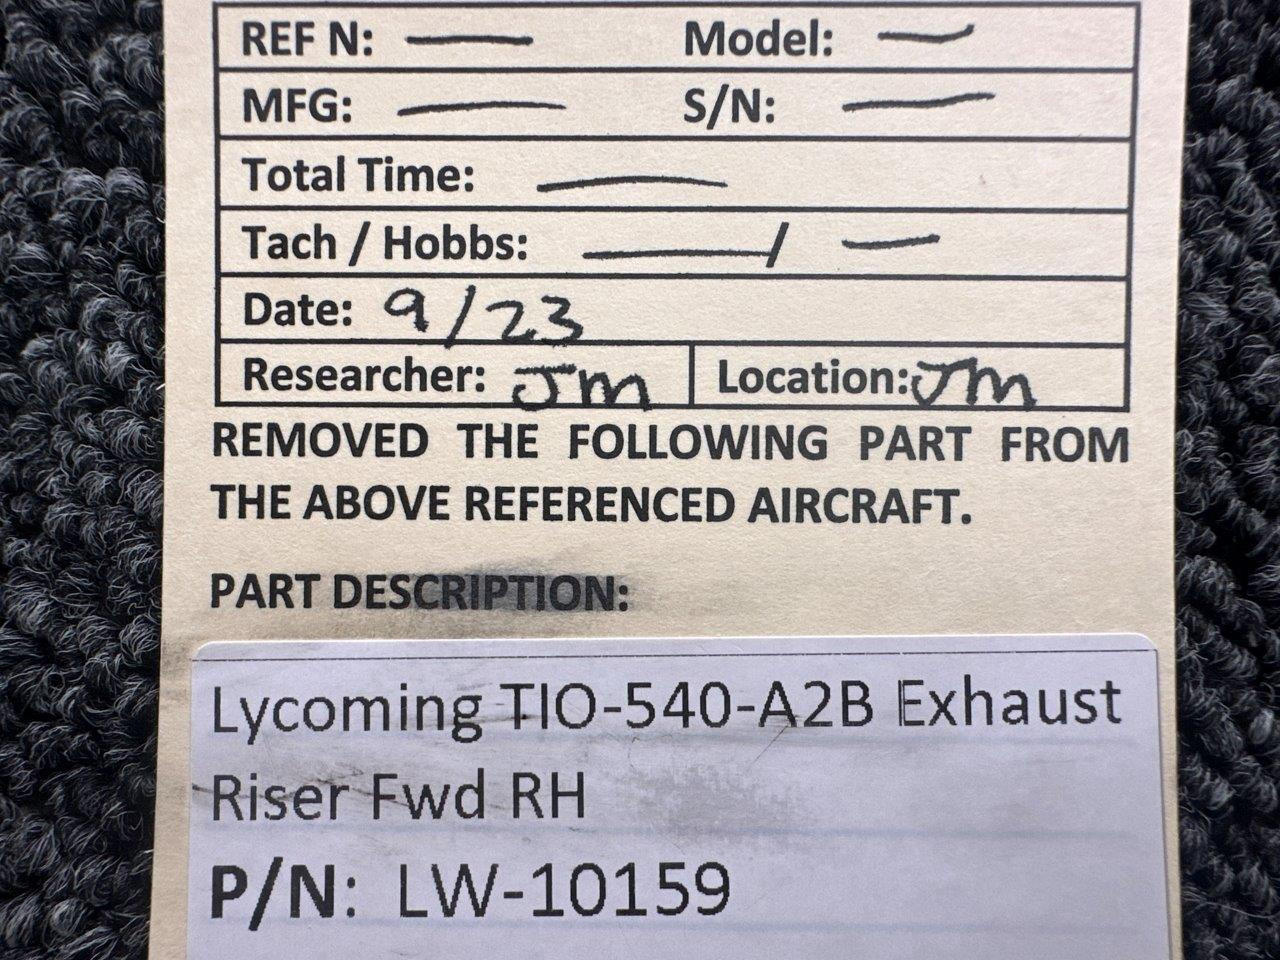 REF N: — Model: —
MFG: — S/N: —
Total Time: —
Tach / Hobbs: — / —
Date: 9/23
Researcher: Jm Location: Jm
REMOVED THE FOLLOWING PART FROM
THE ABOVE REFERENCED AIRCRAFT.
PART DESCRIPTION:
Lycoming TIO-540-A2B Exhaust
Riser Fwd RH
P/N: LW-10159